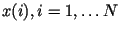 x(i), i = 1, … N